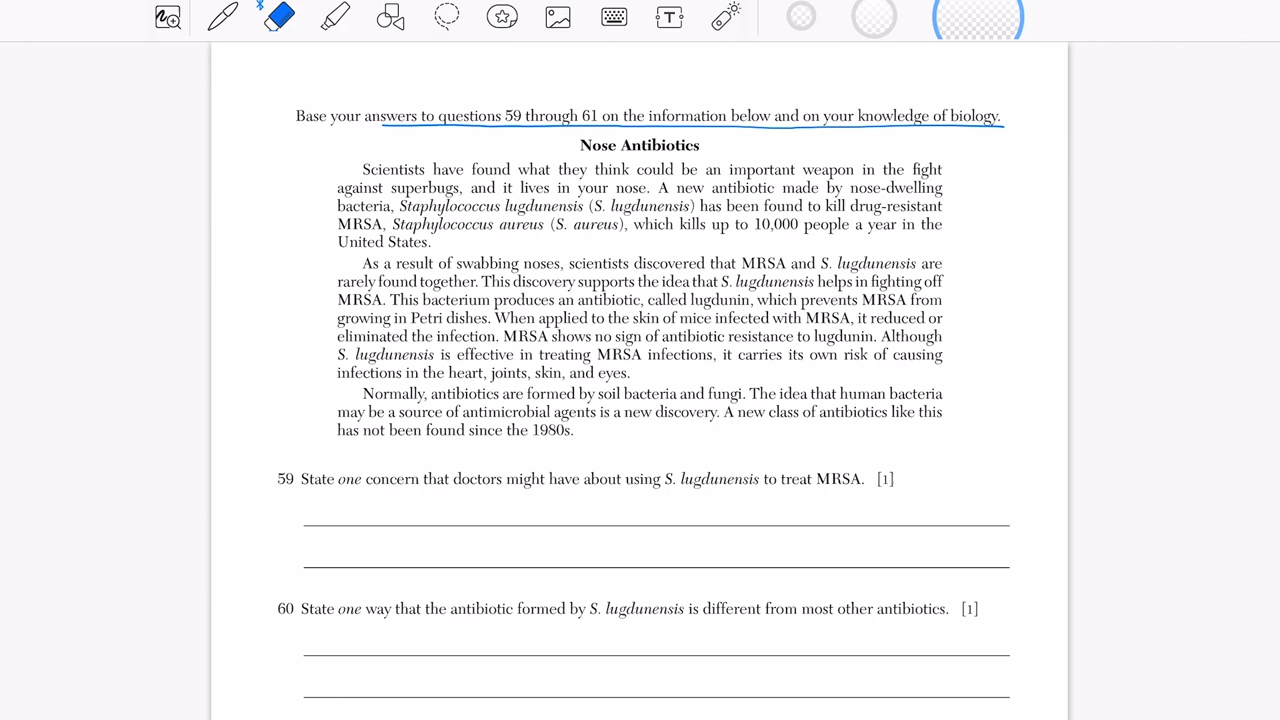 T
Base your answers to questions 59 through 61 on the information below and on your knowledge of biology.
Nose Antibiotics
Scientists have found what they think could be an important weapon in the fight
against superbugs, and it lives in your nose. A new antibiotic made by nose-dwelling
bacteria, Staphylococcus lugdunensis (S. lugdunensis) has been found to kill drug-resistant
MRSA, Staphylococcus aureus (S. aureus), which kills up to 10,000 people a year in the
United States.
As a result of swabbing noses, scientists discovered that MRSA and S. lugdunensis are
rarely found together. This discovery supports the idea that S. lugdunensis helps in fighting off
MRSA. This bacterium produces an antibiotic, called lugdunin, which prevents MRSA from
growing in Petri dishes. When applied to the skin of mice infected with MRSA, it reduced or
eliminated the infection. MRSA shows no sign of antibiotic resistance to lugdunin. Although
S. lugdunensis is effective in treating MRSA infections, it carries its own risk of causing
infections in the heart, joints, skin, and eyes.
Normally, antibiotics are formed by soil bacteria and fungi. The idea that human bacteria
may be a source of antimicrobial agents is a new discovery. A new class of antibiotics like this
has not been found since the 1980s.
59 State one concern that doctors might have about using S. lugdunensis to treat MRSA. [1]
60 State one way that the antibiotic formed by S. lugdunensis is different from most other antibiotics. [1]